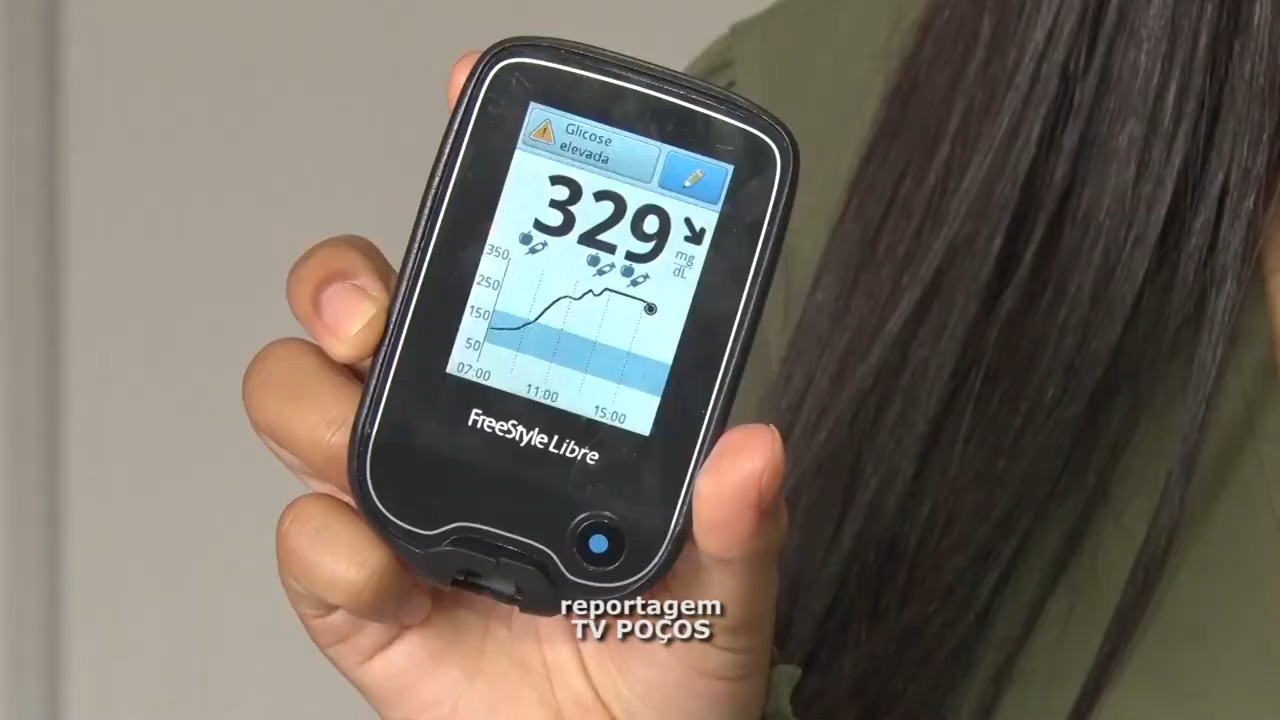 Glicose
elevada
329
mg
dL
350
250
150
50
07:00
11:00
15:00
FreeStyle Libre
reportagem
TV POÇOS